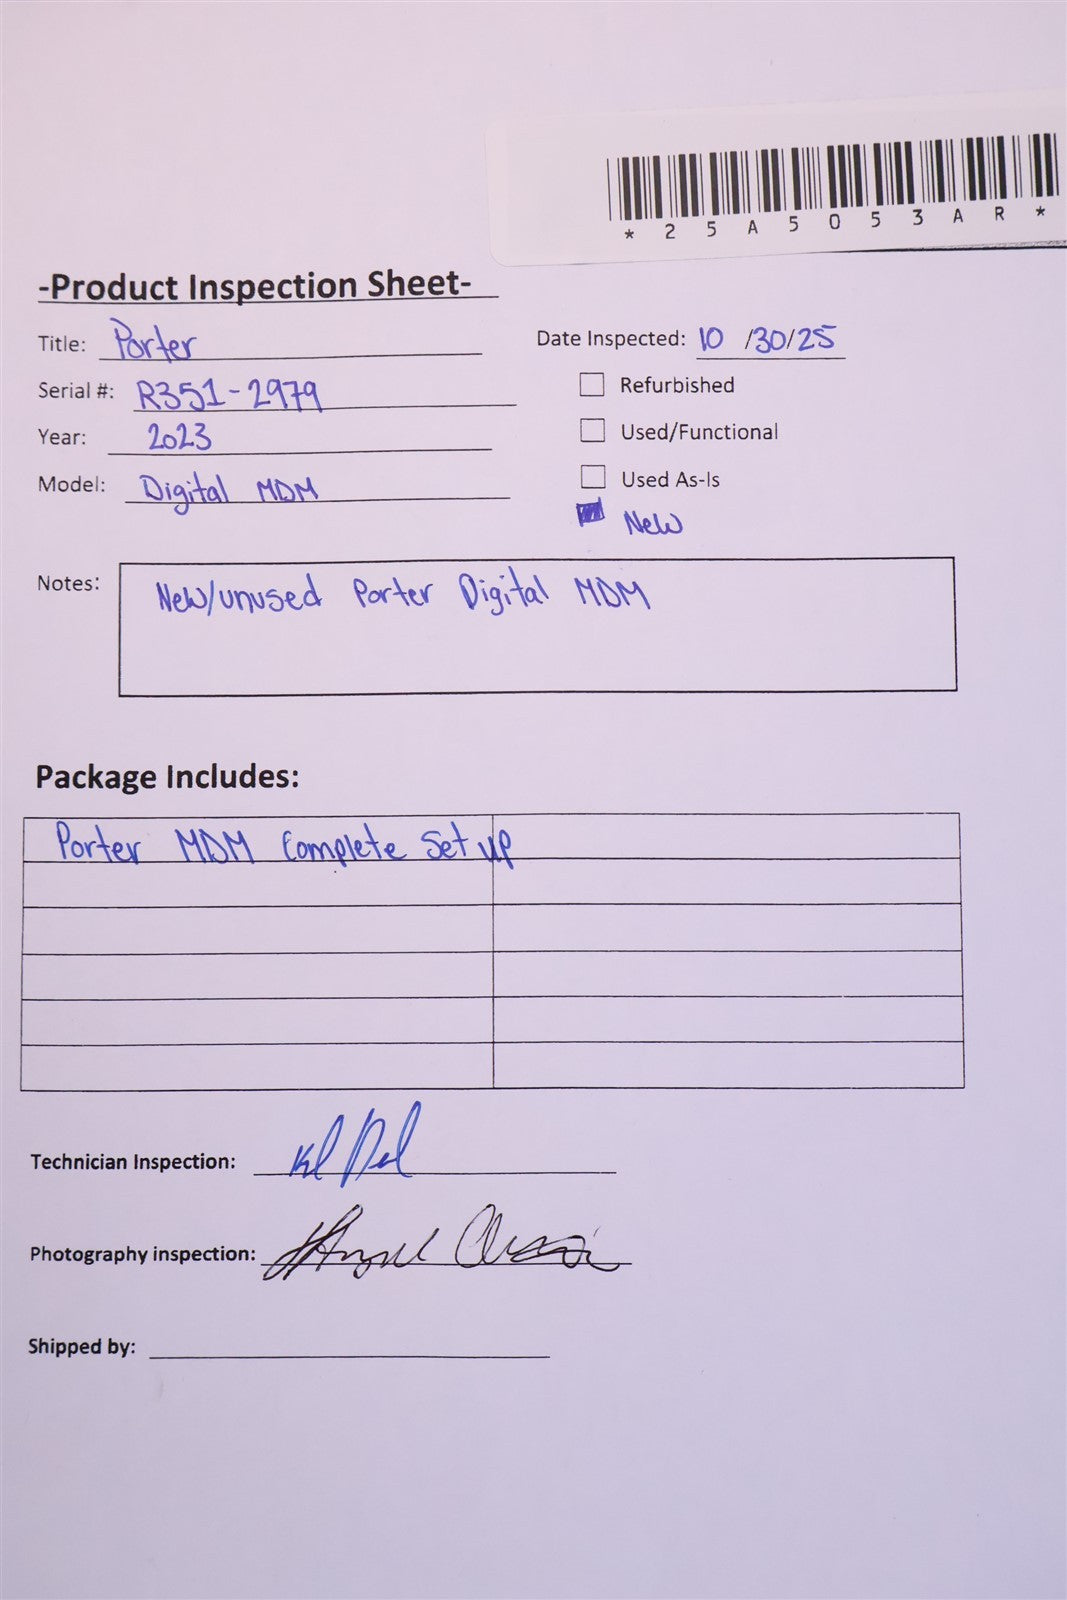 *25A5053AR*
-Product Inspection Sheet-
Title: Porter
Date Inspected: 10/30/25
Serial #: R351-2979
Refurbished
Year: 2023
Used/Functional
Model: Digital MDM
Used As-Is
New
Notes: New/unused Porter Digital MDM
Package Includes:
Porter MDM Complete Set up
Technician Inspection:
Photography inspection:
Shipped by: